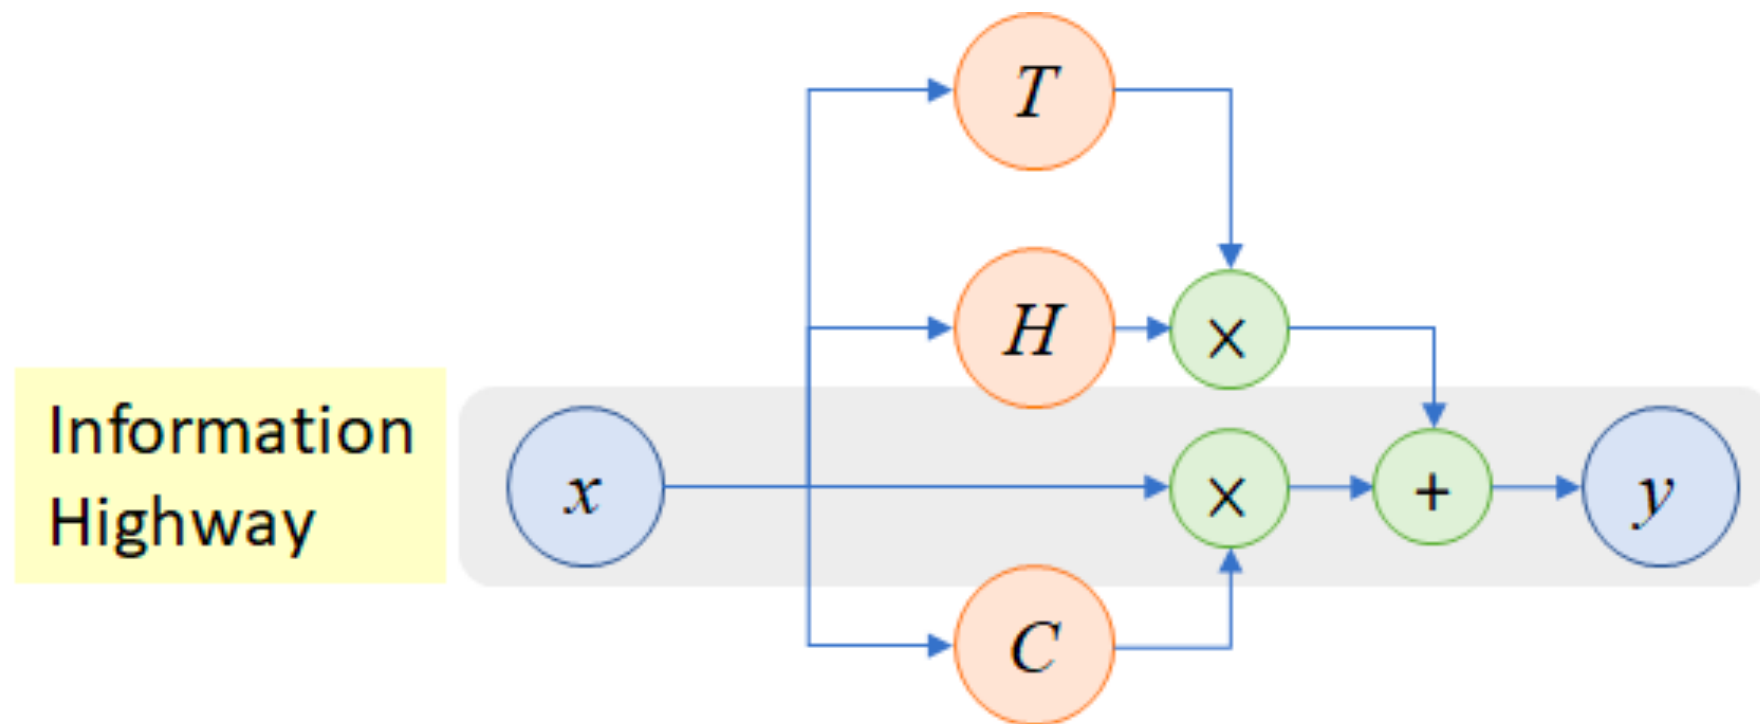 T
H
×
Information
Highway
x
×
+
y
C